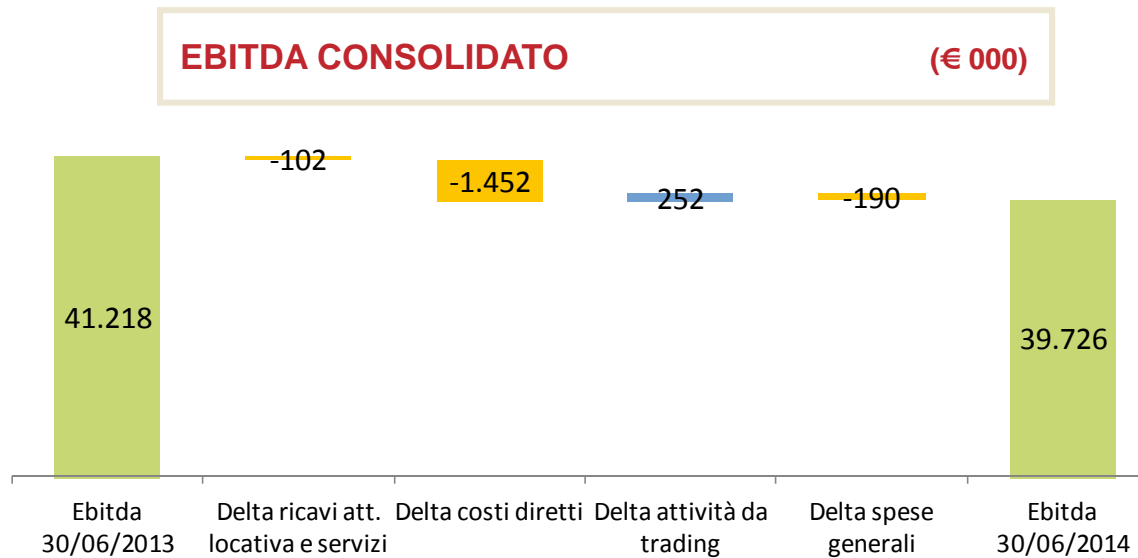 EBITDA CONSOLIDATO (€ 000)
-102
-1.452
252
-190
41.218
39.726
Ebitda
30/06/2013
Delta ricavi att.
locativa e servizi
Delta costi diretti
Delta attività da
trading
Delta spese
generali
Ebitda
30/06/2014